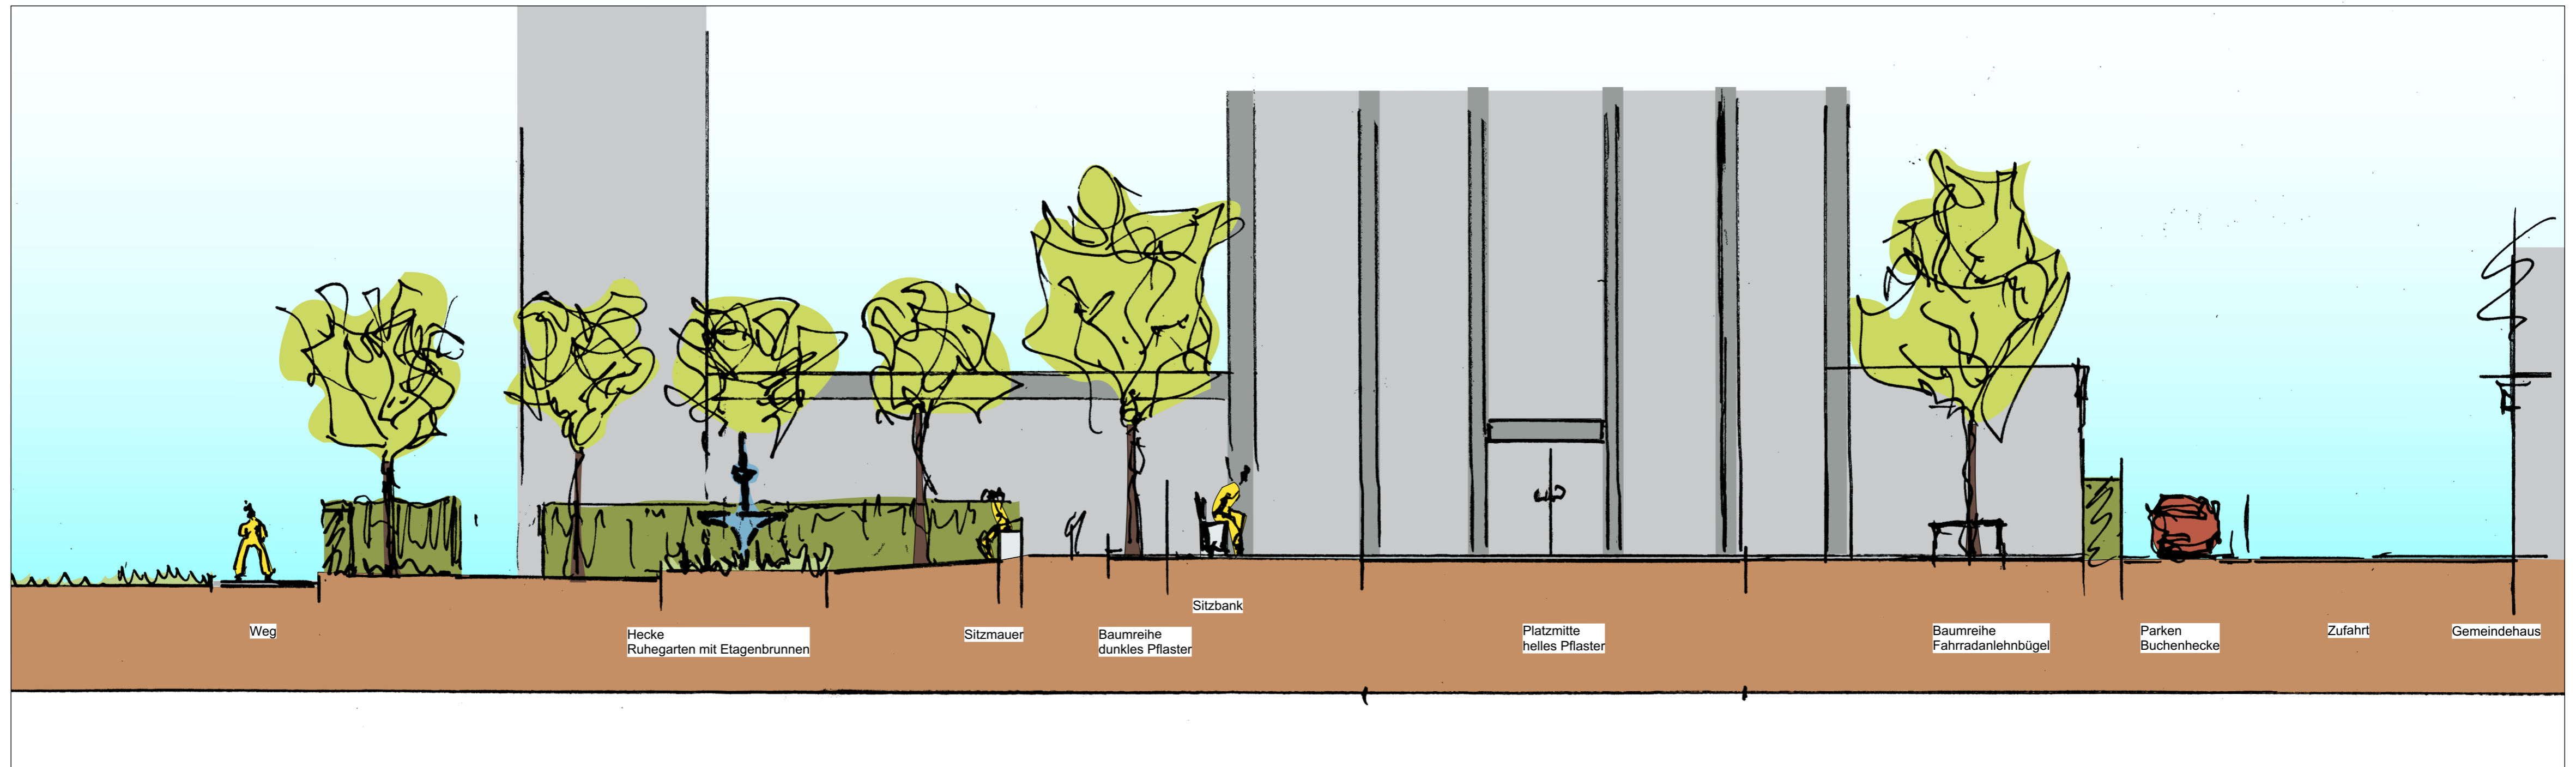 Weg
Hecke
Ruhegarten mit Etagenbrunnen
Sitzmauer
Baumreihe
dunkles Pflaster
Sitzbank
Platzmitte
helles Pflaster
Baumreihe
Fahrradanlehnbügel
Parken
Buchenhecke
Zufahrt
Gemeindehaus